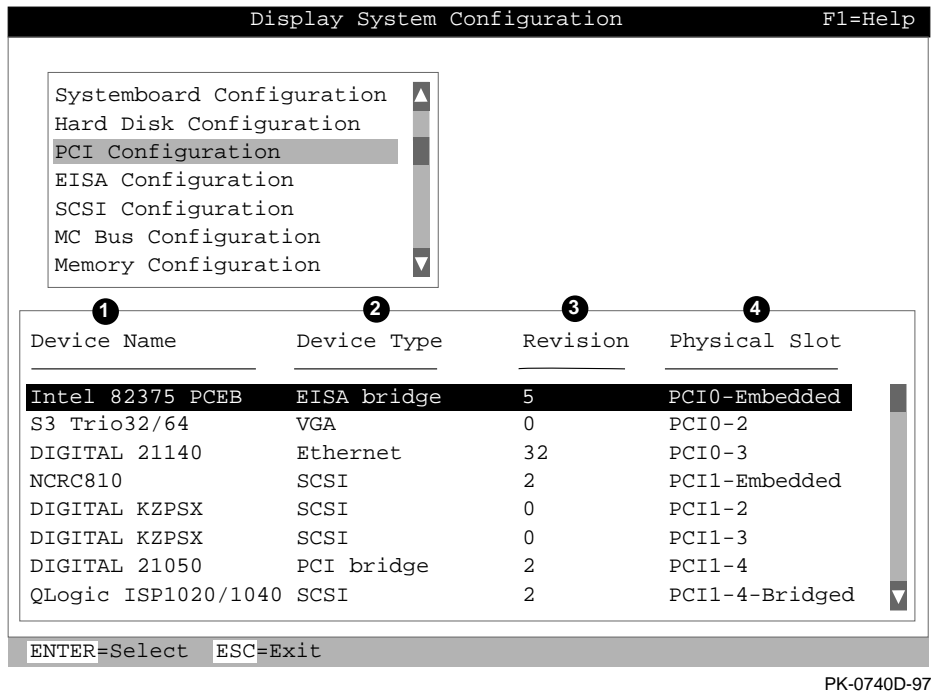 Display System Configuration F1=Help
Systemboard Configuration
Hard Disk Configuration
PCI Configuration
EISA Configuration
SCSI Configuration
MC Bus Configuration
Memory Configuration
1 2 3 4
Device Name Device Type Revision Physical Slot
Intel 82375 PCEB EISA bridge 5 PCI0-Embedded
S3 Trio32/64 VGA 0 PCI0-2
DIGITAL 21140 Ethernet 32 PCI0-3
NCRC810 SCSI 2 PCI1-Embedded
DIGITAL KZPSX SCSI 0 PCI1-2
DIGITAL KZPSX SCSI 0 PCI1-3
DIGITAL 21050 PCI bridge 2 PCI1-4
QLogic ISP1020/1040 SCSI 2 PCI1-4-Bridged
ENTER=Select ESC=Exit
PK-0740D-97